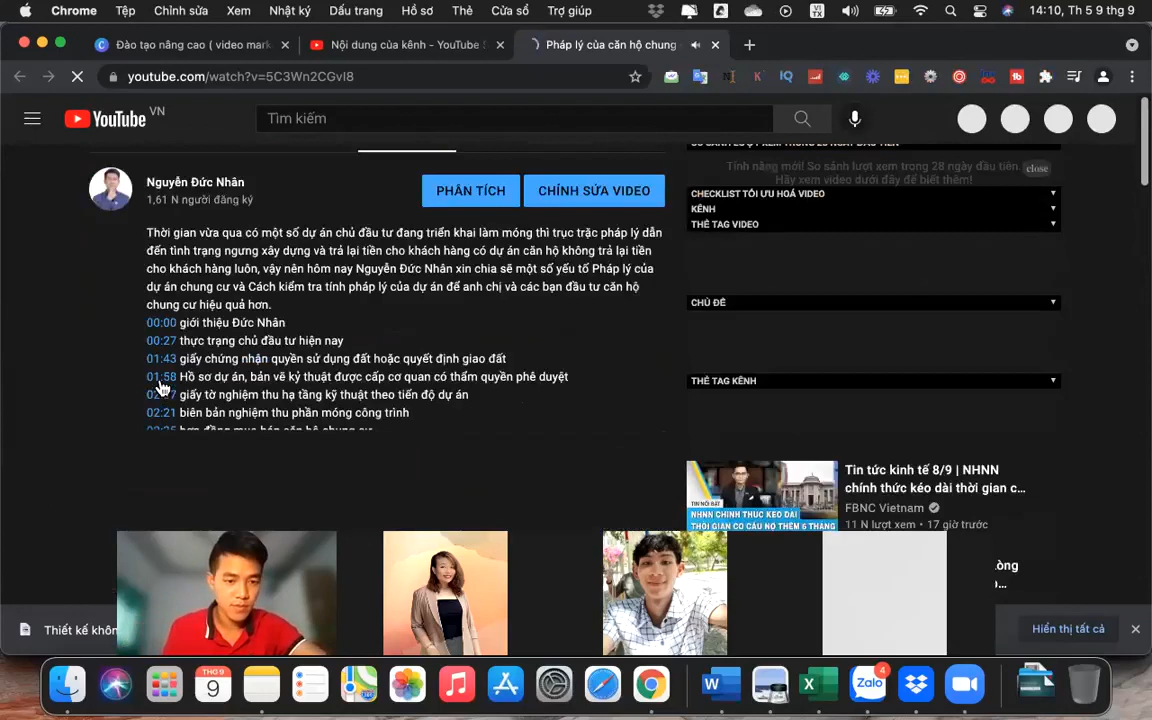 Chrome Tệp Chỉnh sửa Xem Nhật ký Dấu trang Hồ sơ Thẻ Cửa sổ Trợ giúp
14:10, Th 5 9 thg 9
Đào tạo nâng cao ( video mark
Nội dung của kênh - YouTube S
Pháp lý của căn hộ chung
youtube.com/watch?v=5C3Wn2CGvI8
YouTube VN
Tìm kiếm
Nguyễn Đức Nhân
1,61 N người đăng ký
PHÂN TÍCH
CHỈNH SỬA VIDEO
Thời gian vừa qua có một số dự án chủ đầu tư đang triển khai làm móng thì trục trặc pháp lý dẫn
đến tình trạng ngưng xây dựng và trả lại tiền cho khách hàng có dự án căn hộ không trả lại tiền
cho khách hàng luôn, vậy nên hôm nay Nguyễn Đức Nhân xin chia sẽ một số yếu tố Pháp lý của
dự án chung cư và Cách kiểm tra tính pháp lý của dự án để anh chị và các bạn đầu tư căn hộ
chung cư hiệu quả hơn.
00:00 giới thiệu Đức Nhân
00:27 thực trạng chủ đầu tư hiện nay
01:43 giấy chứng nhận quyền sử dụng đất hoặc quyết định giao đất
01:58 Hồ sơ dự án, bản vẽ kỷ thuật được cấp cơ quan có thẩm quyền phê duyệt
giấy tờ nghiệm thu hạ tầng kỹ thuật theo tiến độ dự án
02:21 biên bản nghiệm thu phần móng công trình
Tính năng mới! So sánh lượt xem trong 28 ngày đầu tiên.
Hãy xem video dưới đây để biết thêm!
close
CHECKLIST TỐI ƯU HOÁ VIDEO
KÊNH
THẺ TAG VIDEO
CHỦ ĐỀ
THẺ TAG KÊNH
Tin tức kinh tế 8/9 | NHNN
chính thức kéo dài thời gian c...
FBNC Vietnam
11 N lượt xem • 17 giờ trước
NHNN CHÍNH THỨC KÉO DÀI
THỜI GIAN CƠ CẤU NỢ THÊM 6 THÁNG
Thiết kế khôn
Hiển thị tất cả
THG 9
9
Zalo
4